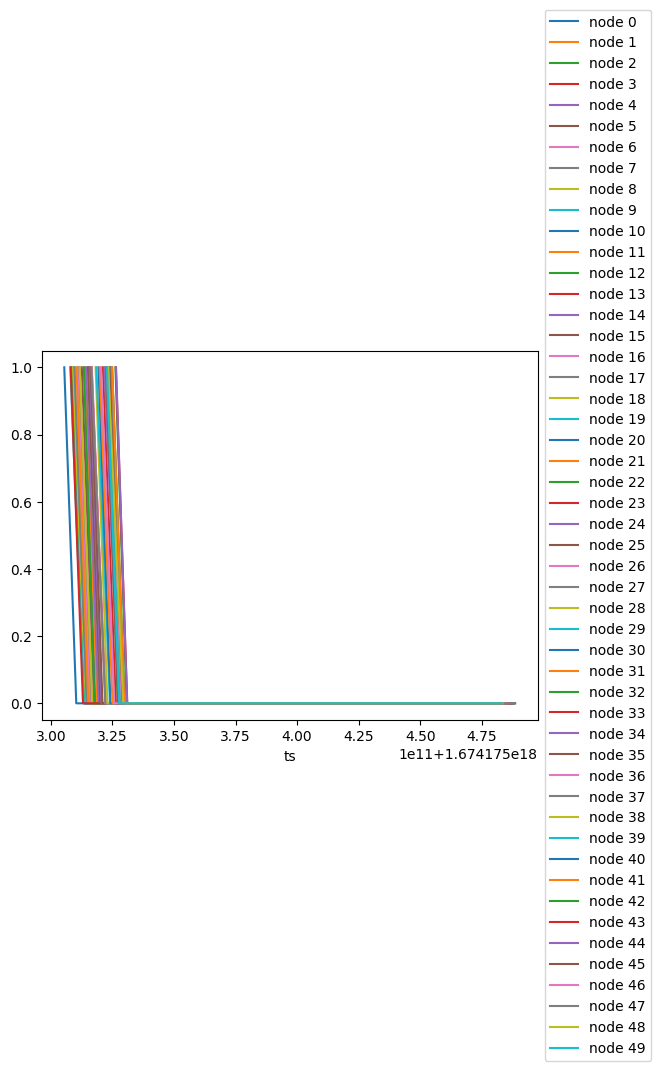 1.0
0.8
0.6
0.4
0.2
0.0
3.00 3.25 3.50 3.75 4.00 4.25 4.50 4.75
1e11+1.674175e18
ts
node 0
node 1
node 2
node 3
node 4
node 5
node 6
node 7
node 8
node 9
node 10
node 11
node 12
node 13
node 14
node 15
node 16
node 17
node 18
node 19
node 20
node 21
node 22
node 23
node 24
node 25
node 26
node 27
node 28
node 29
node 30
node 31
node 32
node 33
node 34
node 35
node 36
node 37
node 38
node 39
node 40
node 41
node 42
node 43
node 44
node 45
node 46
node 47
node 48
node 49